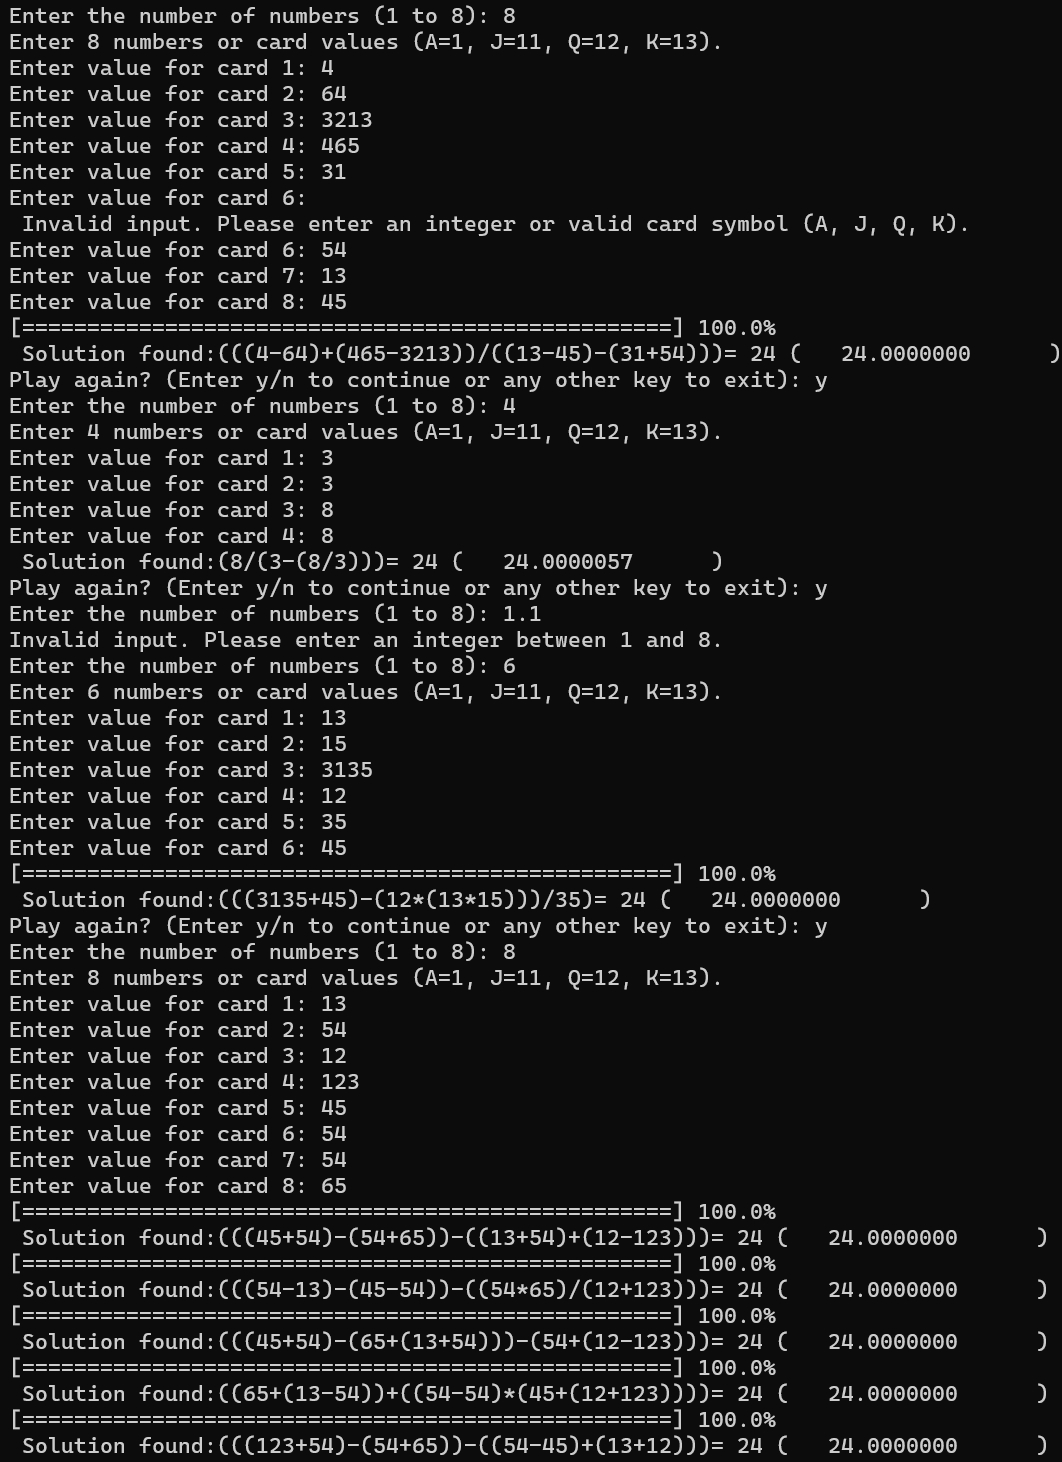 Enter the number of numbers (1 to 8): 8
Enter 8 numbers or card values (A=1, J=11, Q=12, K=13).
Enter value for card 1: 4
Enter value for card 2: 64
Enter value for card 3: 3213
Enter value for card 4: 465
Enter value for card 5: 31
Enter value for card 6:
 Invalid input. Please enter an integer or valid card symbol (A, J, Q, K).
Enter value for card 6: 54
Enter value for card 7: 13
Enter value for card 8: 45
[==================================================] 100.0%
 Solution found:(((4-64)+(465-3213))/((13-45)-(31+54)))= 24 (   24.0000000      )
Play again? (Enter y/n to continue or any other key to exit): y
Enter the number of numbers (1 to 8): 4
Enter 4 numbers or card values (A=1, J=11, Q=12, K=13).
Enter value for card 1: 3
Enter value for card 2: 3
Enter value for card 3: 8
Enter value for card 4: 8
 Solution found:(8/(3-(8/3)))= 24 (   24.0000057      )
Play again? (Enter y/n to continue or any other key to exit): y
Enter the number of numbers (1 to 8): 1.1
Invalid input. Please enter an integer between 1 and 8.
Enter the number of numbers (1 to 8): 6
Enter 6 numbers or card values (A=1, J=11, Q=12, K=13).
Enter value for card 1: 13
Enter value for card 2: 15
Enter value for card 3: 3135
Enter value for card 4: 12
Enter value for card 5: 35
Enter value for card 6: 45
[==================================================] 100.0%
 Solution found:(((3135+45)-(12*(13*15)))/35)= 24 (   24.0000000      )
Play again? (Enter y/n to continue or any other key to exit): y
Enter the number of numbers (1 to 8): 8
Enter 8 numbers or card values (A=1, J=11, Q=12, K=13).
Enter value for card 1: 13
Enter value for card 2: 54
Enter value for card 3: 12
Enter value for card 4: 123
Enter value for card 5: 45
Enter value for card 6: 54
Enter value for card 7: 54
Enter value for card 8: 65
[==================================================] 100.0%
 Solution found:(((45+54)-(54+65))-((13+54)+(12-123)))= 24 (   24.0000000      )
[==================================================] 100.0%
 Solution found:(((54-13)-(45-54))-((54*65)/(12+123)))= 24 (   24.0000000      )
[==================================================] 100.0%
 Solution found:(((45+54)-(65+(13+54)))-(54+(12-123)))= 24 (   24.0000000      )
[==================================================] 100.0%
 Solution found:((65+(13-54))+((54-54)*(45+(12+123))))= 24 (   24.0000000      )
[==================================================] 100.0%
 Solution found:(((123+54)-(54+65))-((54-45)+(13+12)))= 24 (   24.0000000      )